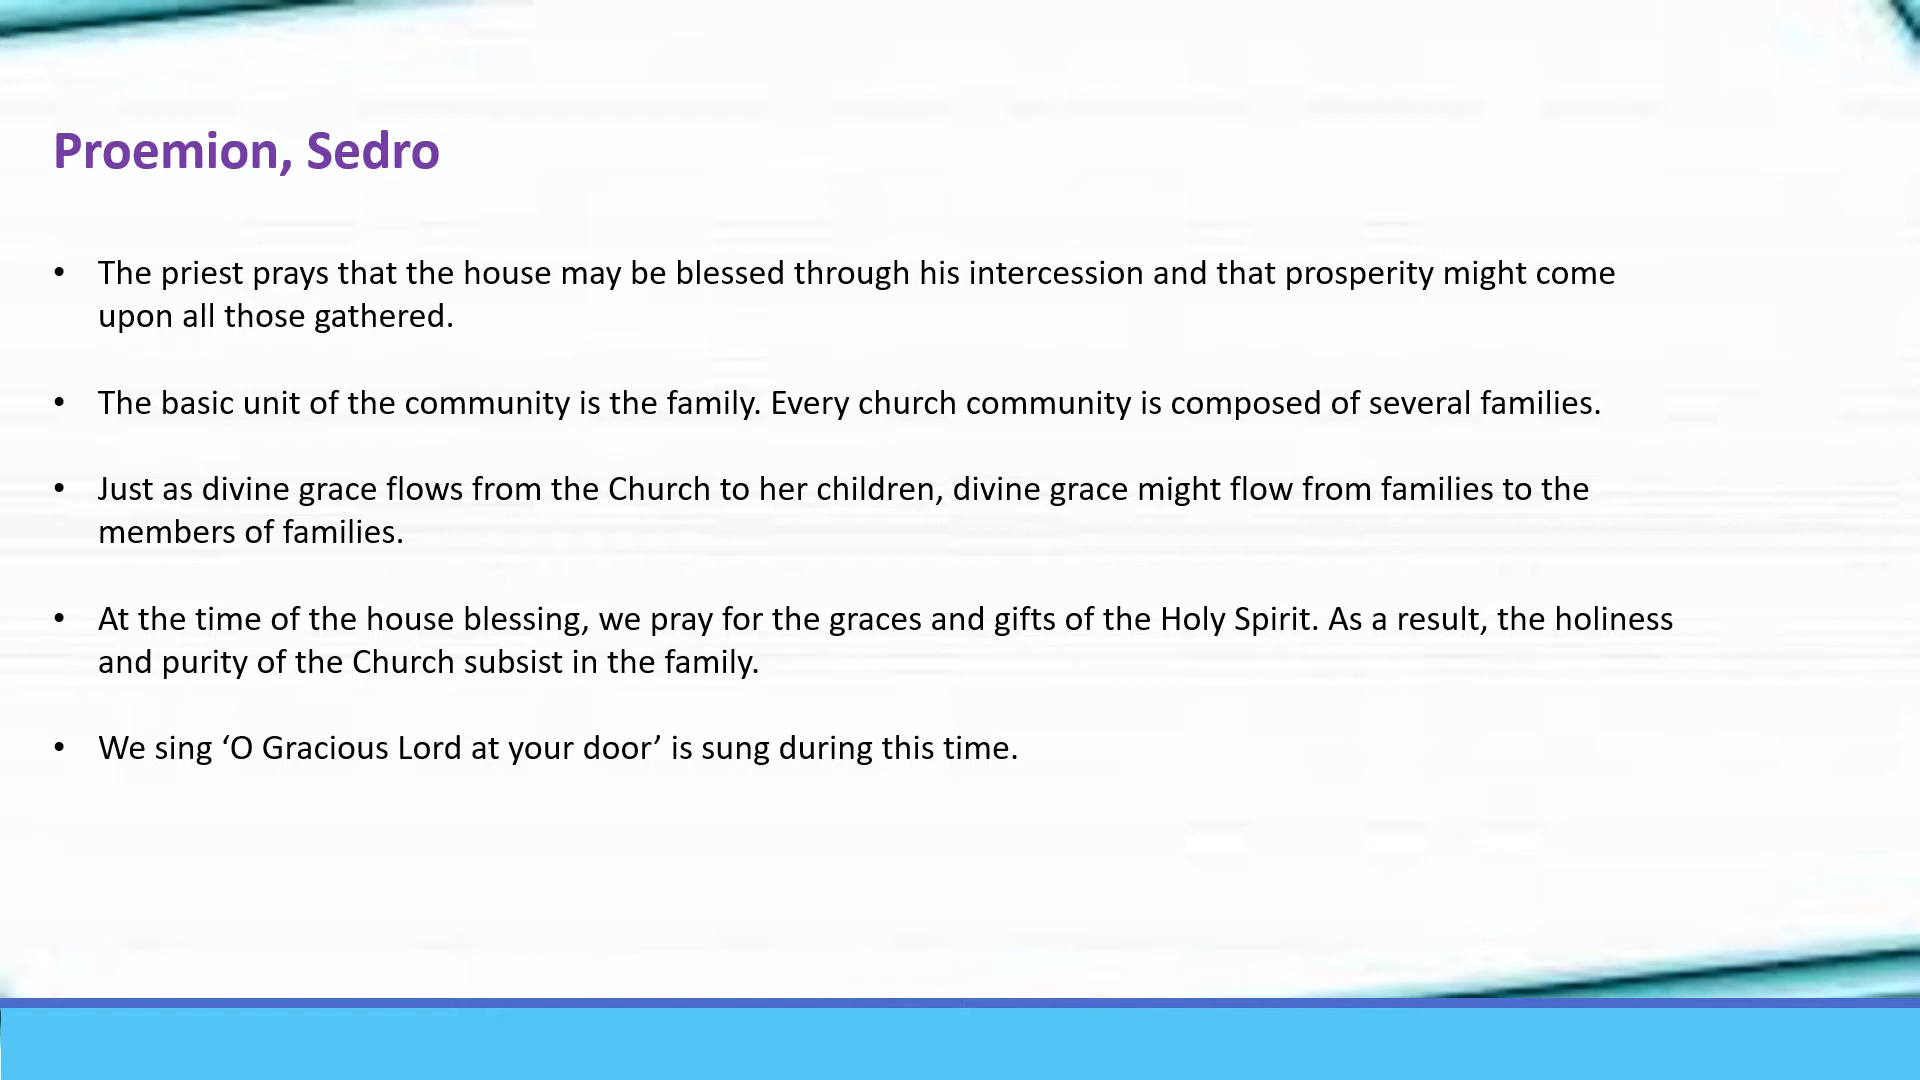 Proemion, Sedro
• The priest prays that the house may be blessed through his intercession and that prosperity might come
upon all those gathered.
• The basic unit of the community is the family. Every church community is composed of several families.
• Just as divine grace flows from the Church to her children, divine grace might flow from families to the
members of families.
• At the time of the house blessing, we pray for the graces and gifts of the Holy Spirit. As a result, the holiness
and purity of the Church subsist in the family.
• We sing ‘O Gracious Lord at your door’ is sung during this time.